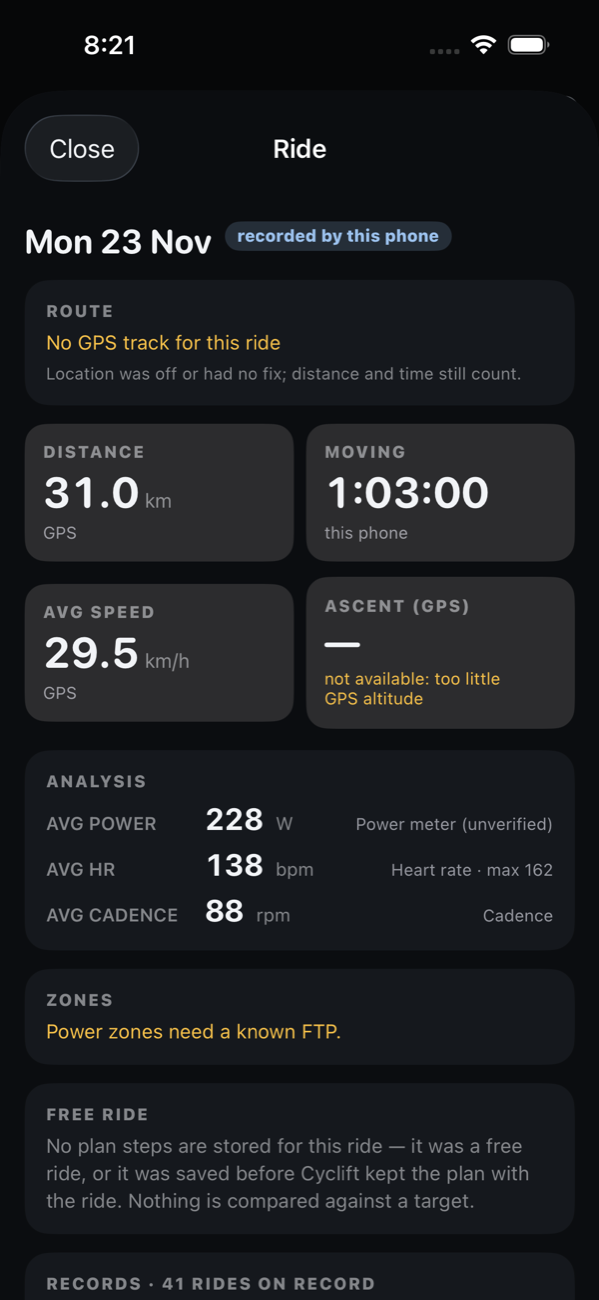 8:21
Close
Ride
Mon 23 Nov
recorded by this phone
ROUTE
No GPS track for this ride
Location was off or had no fix; distance and time still count.
DISTANCE
31.0 km
GPS
MOVING
1:03:00
this phone
AVG SPEED
29.5 km/h
GPS
ASCENT (GPS)
—
not available: too little
GPS altitude
ANALYSIS
AVG POWER 228 W Power meter (unverified)
AVG HR 138 bpm Heart rate · max 162
AVG CADENCE 88 rpm Cadence
ZONES
Power zones need a known FTP.
FREE RIDE
No plan steps are stored for this ride — it was a free
ride, or it was saved before Cyclift kept the plan with
the ride. Nothing is compared against a target.
RECORDS · 41 RIDES ON RECORD